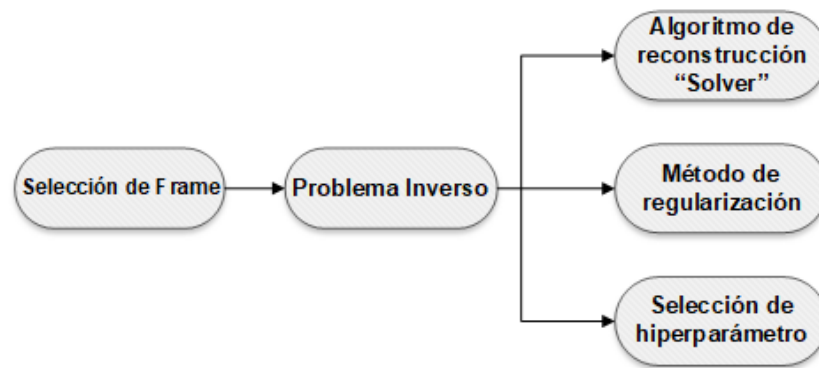 Selección de Frame
Problema Inverso
Algoritmo de
reconstrucción
“Solver”
Método de
regularización
Selección de
hiperparámetro